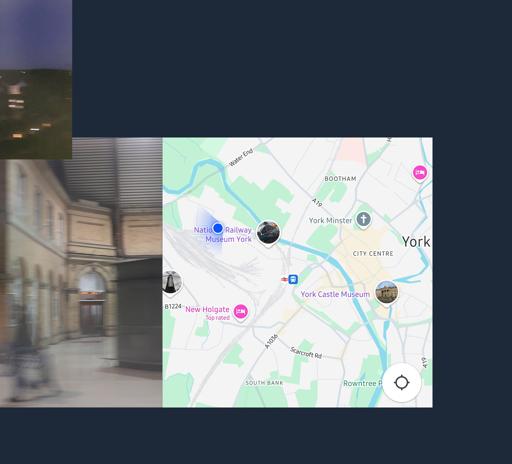 Water End
BOOTHAM
A19
York Minster
National Railway
Museum York
York
CITY CENTRE
York Castle Museum
B1224
New Holgate
Top rated
A1036
Scarcroft Rd
A19
SOUTH BANK
Rowntree P